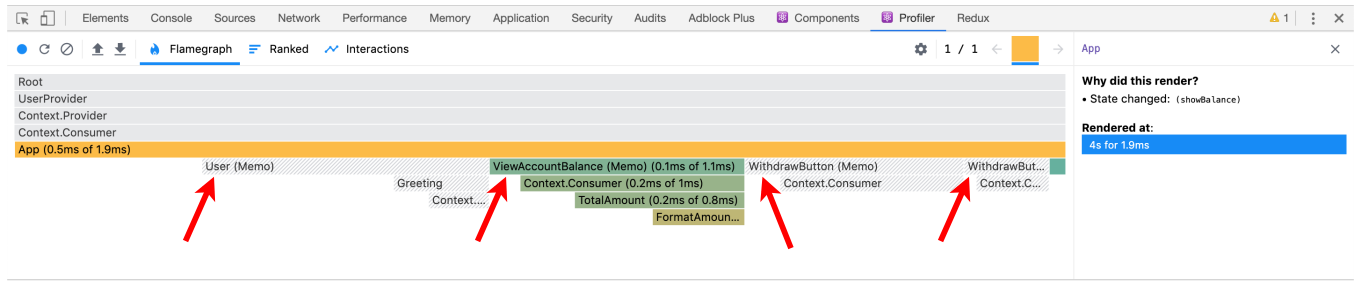 Elements Console Sources Network Performance Memory Application Security Audits Adblock Plus Components Profiler Redux 1
Flamegraph Ranked Interactions 1 / 1 App
Root
UserProvider
Context.Provider
Context.Consumer
App (0.5ms of 1.9ms)
User (Memo) ViewAccountBalance (Memo) (0.1ms of 1.1ms) WithdrawButton (Memo) WithdrawBut...
Greeting Context.Consumer (0.2ms of 1ms) Context.Consumer Context.C...
Context.... TotalAmount (0.2ms of 0.8ms)
FormatAmoun...
Why did this render?
• State changed: (showBalance)
Rendered at:
4s for 1.9ms